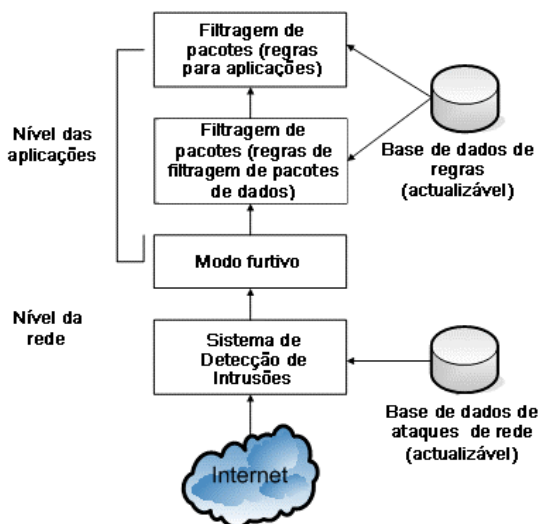 Filtragem de
pacotes (regras
para aplicações)
Nível das
aplicações
Filtragem de
pacotes (regras de
filtragem de pacotes
de dados)
Base de dados de
regras
(actualizável)
Modo furtivo
Nível da
rede
Sistema de
Detecção de
Intrusões
Base de dados de
ataques de rede
(actualizável)
Internet